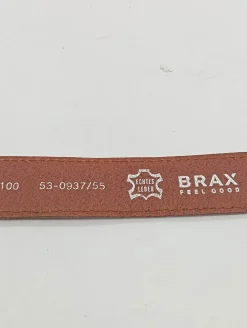 100 53-0937/55 ECHTES LEDER BRAX
FEEL GOOD